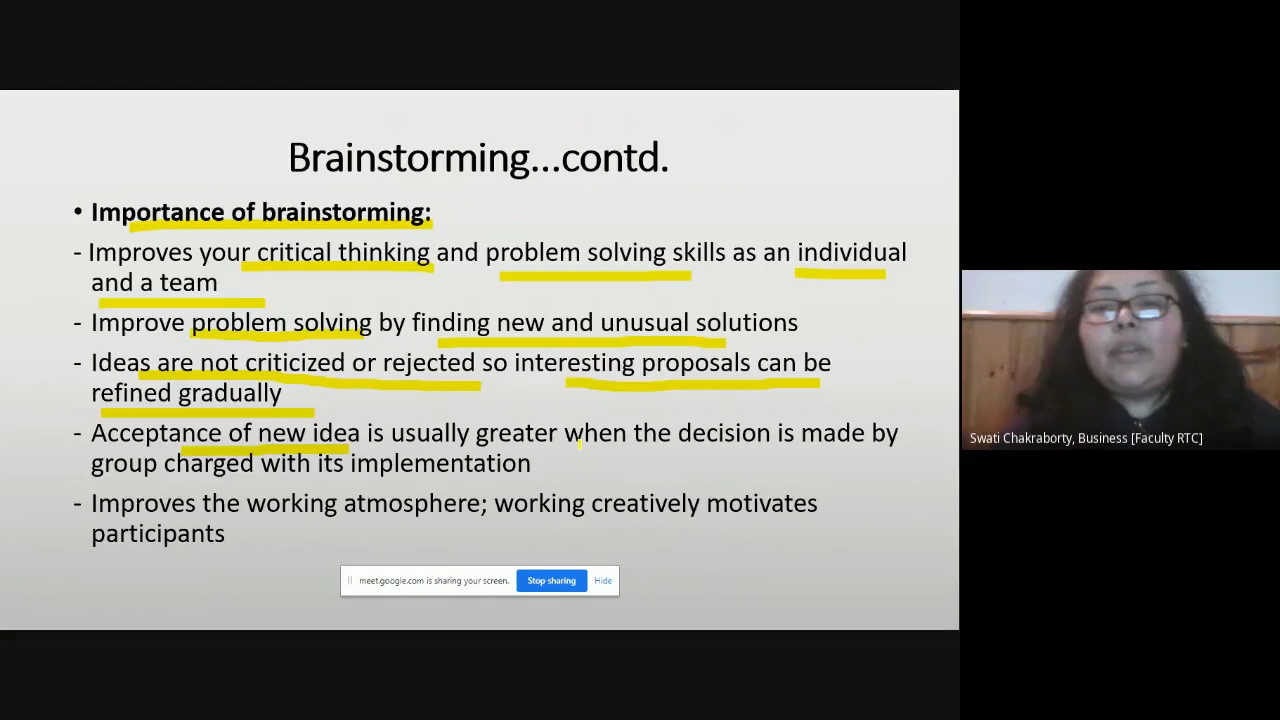 Brainstorming...contd.
• Importance of brainstorming:
- Improves your critical thinking and problem solving skills as an individual
and a team
- Improve problem solving by finding new and unusual solutions
- Ideas are not criticized or rejected so interesting proposals can be
refined gradually
- Acceptance of new idea is usually greater when the decision is made by
group charged with its implementation
- Improves the working atmosphere; working creatively motivates
participants
meet.google.com is sharing your screen. Stop sharing Hide
Swati Chakraborty, Business [Faculty RTC]